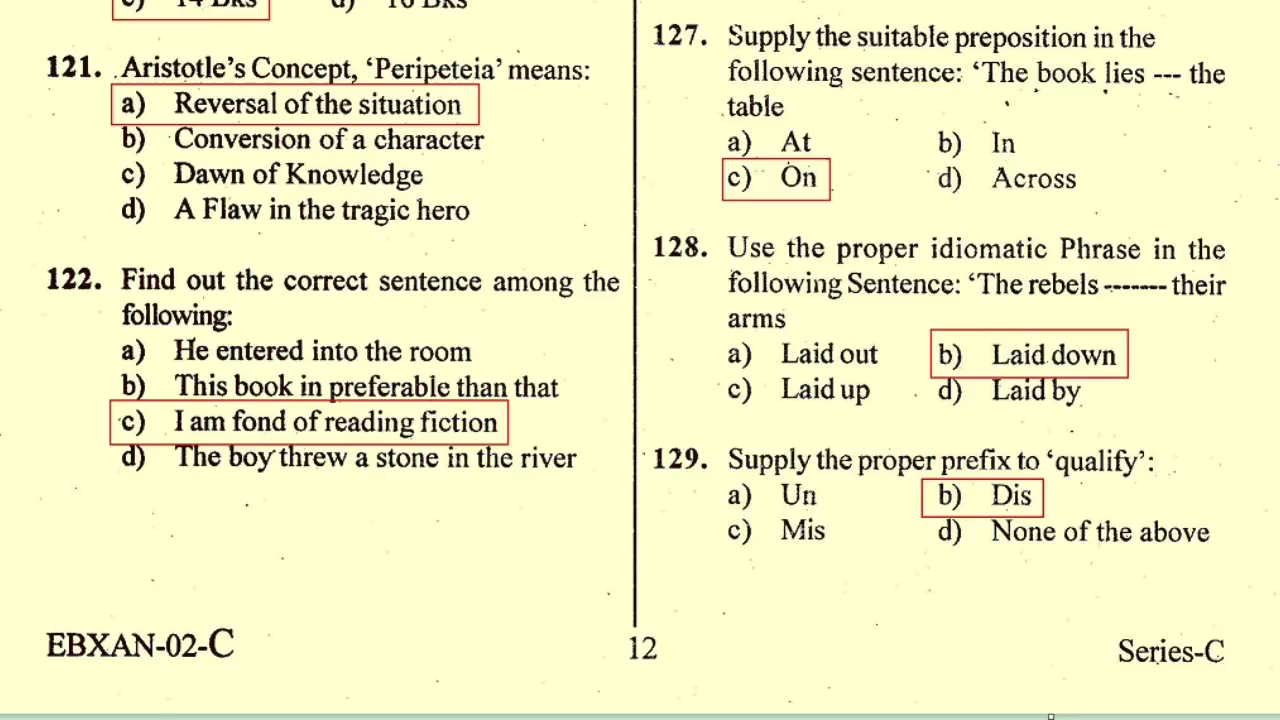 c) 14 Bks d) 16 Bks
121. Aristotle's Concept, 'Peripeteia' means:
a) Reversal of the situation
b) Conversion of a character
c) Dawn of Knowledge
d) A Flaw in the tragic hero
122. Find out the correct sentence among the
following:
a) He entered into the room
b) This book in preferable than that
c) I am fond of reading fiction
d) The boy threw a stone in the river
127. Supply the suitable preposition in the
following sentence: 'The book lies --- the
table
a) At b) In
c) On d) Across
128. Use the proper idiomatic Phrase in the
following Sentence: 'The rebels ------- their
arms
a) Laid out b) Laid down
c) Laid up d) Laid by
129. Supply the proper prefix to 'qualify':
a) Un b) Dis
c) Mis d) None of the above
EBXAN-02-C 12 Series-C